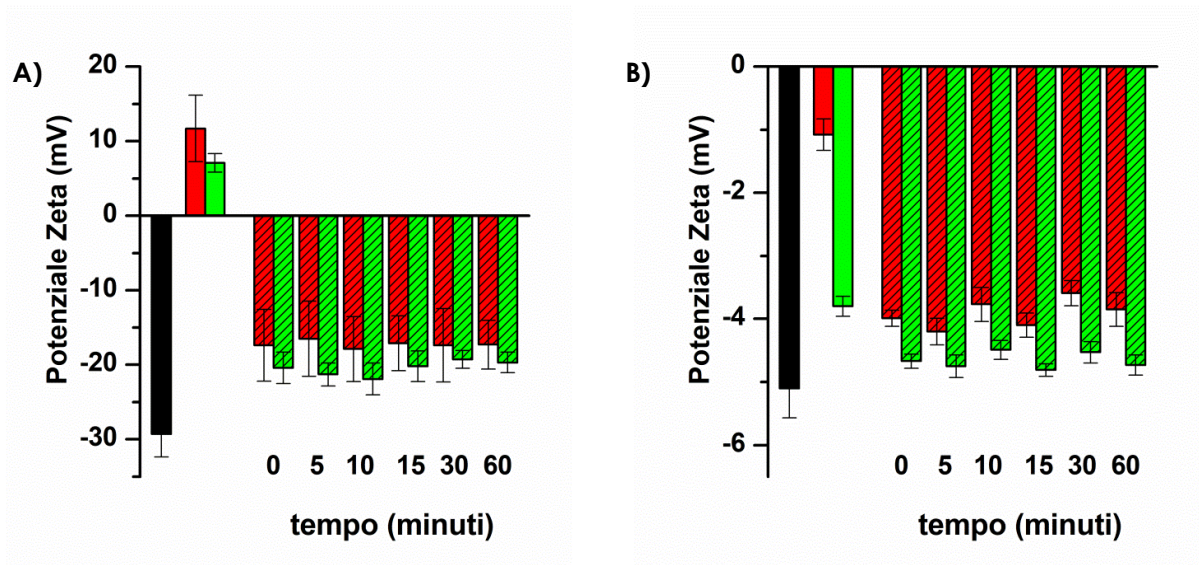 A)
Potenziale Zeta (mV)
20
10
0
-10
-20
-30
0 5 10 15 30 60
tempo (minuti)
B)
Potenziale Zeta (mV)
0
-2
-4
-6
0 5 10 15 30 60
tempo (minuti)